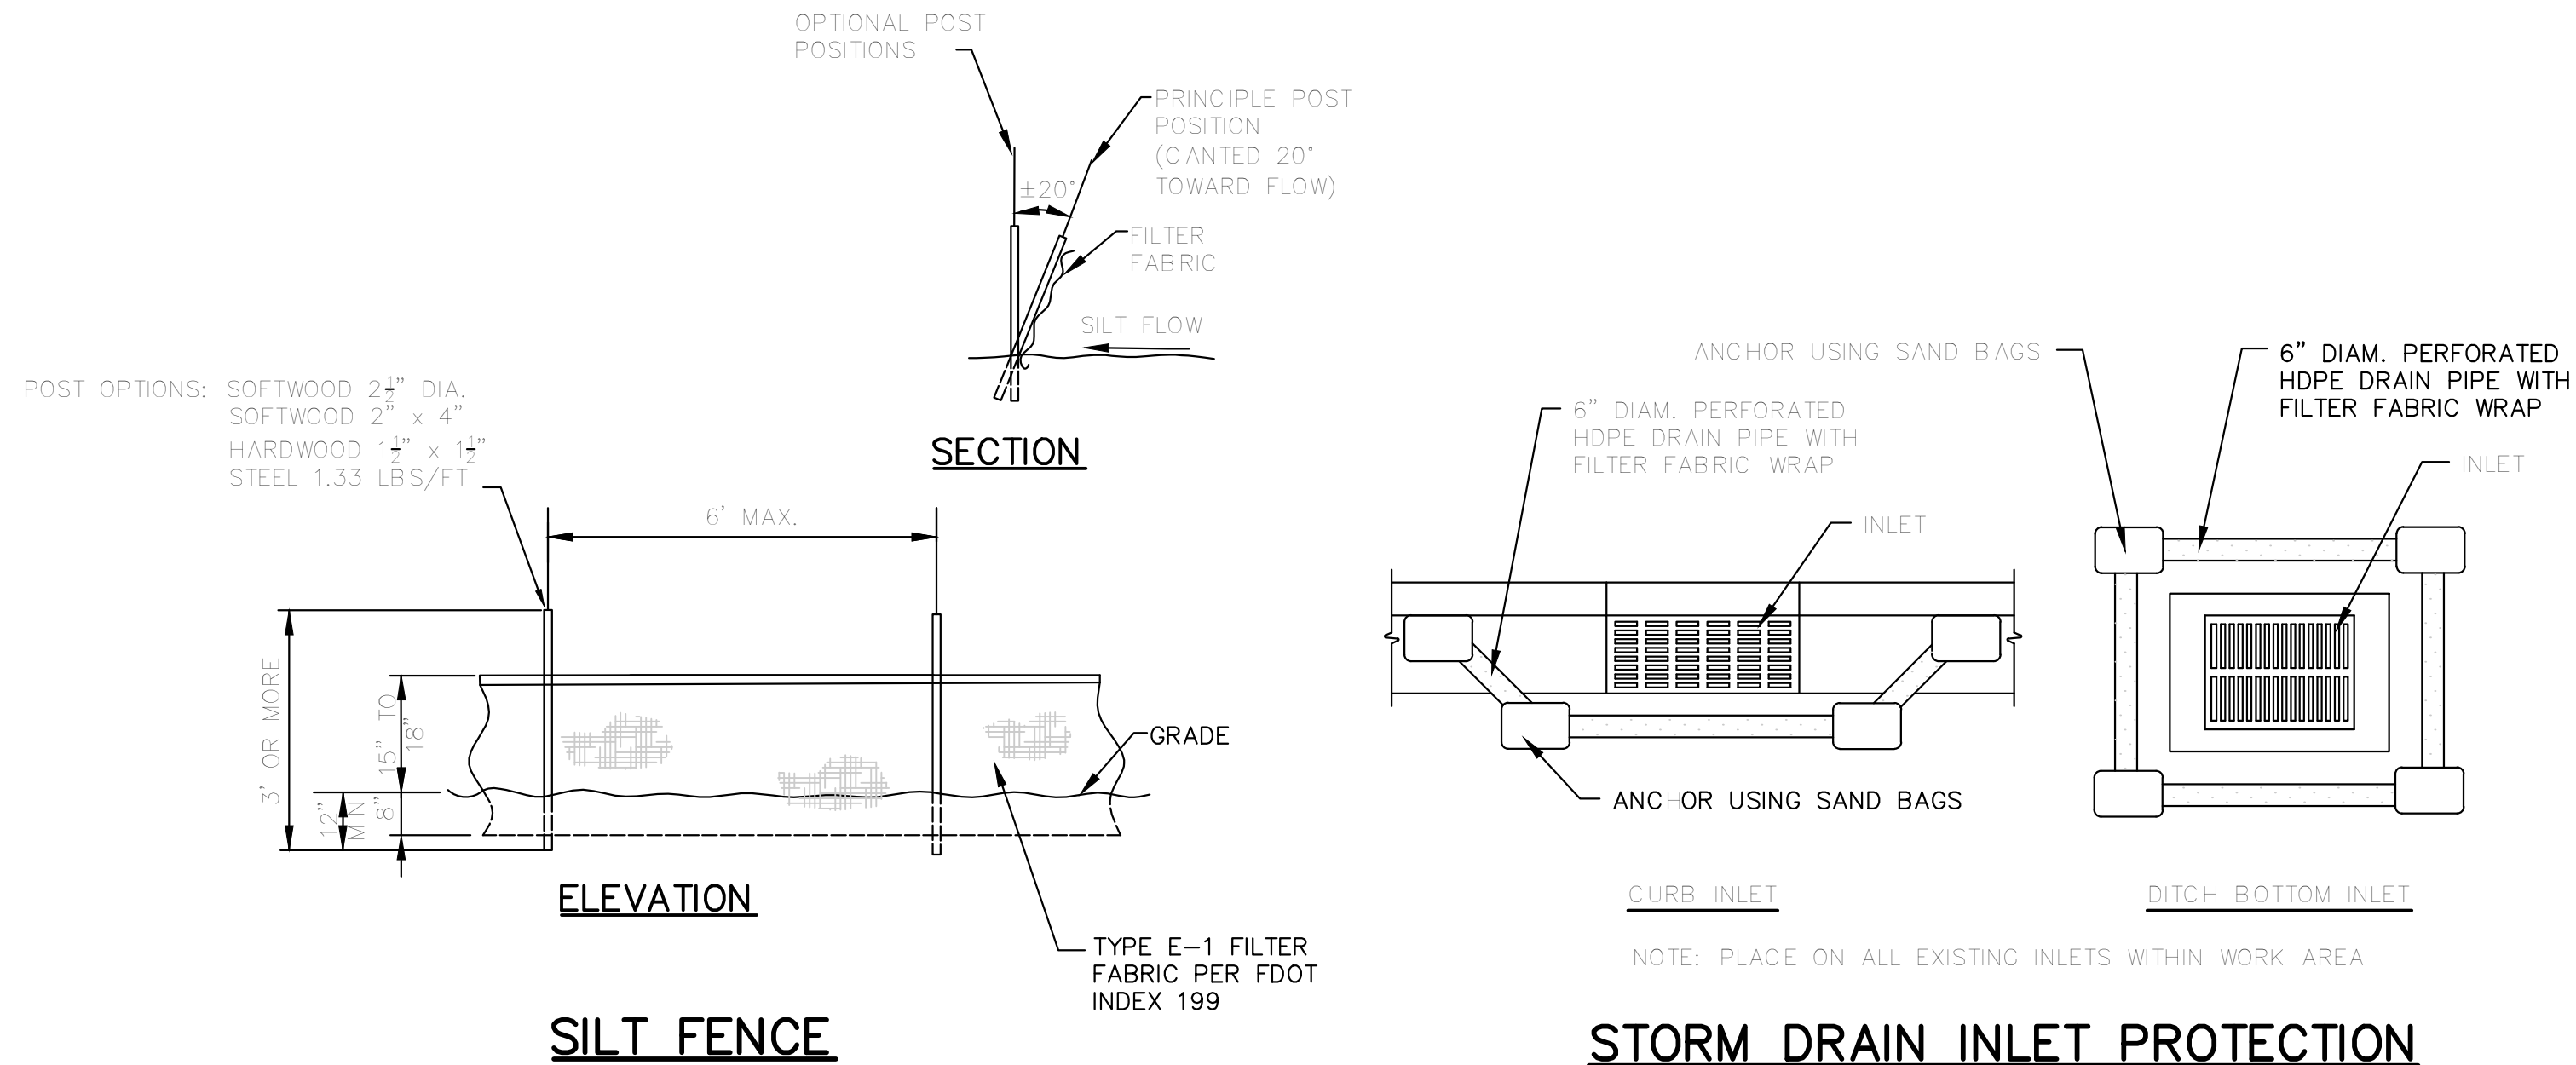 OPTIONAL POST
POSITIONS
PRINCIPLE POST
POSITION
(CANTED 20°
TOWARD FLOW)
±20°
FILTER
FABRIC
SILT FLOW
SECTION
POST OPTIONS: SOFTWOOD 2½" DIA.
SOFTWOOD 2" x 4"
HARDWOOD 1½" x 1½"
STEEL 1.33 LBS/FT
6' MAX.
3' OR MORE
15" TO
18"
12"
MIN
8"
GRADE
ELEVATION
TYPE E-1 FILTER
FABRIC PER FDOT
INDEX 199
SILT FENCE
ANCHOR USING SAND BAGS
6" DIAM. PERFORATED
HDPE DRAIN PIPE WITH
FILTER FABRIC WRAP
6" DIAM. PERFORATED
HDPE DRAIN PIPE WITH
FILTER FABRIC WRAP
INLET
INLET
ANCHOR USING SAND BAGS
CURB INLET
DITCH BOTTOM INLET
NOTE: PLACE ON ALL EXISTING INLETS WITHIN WORK AREA
STORM DRAIN INLET PROTECTION